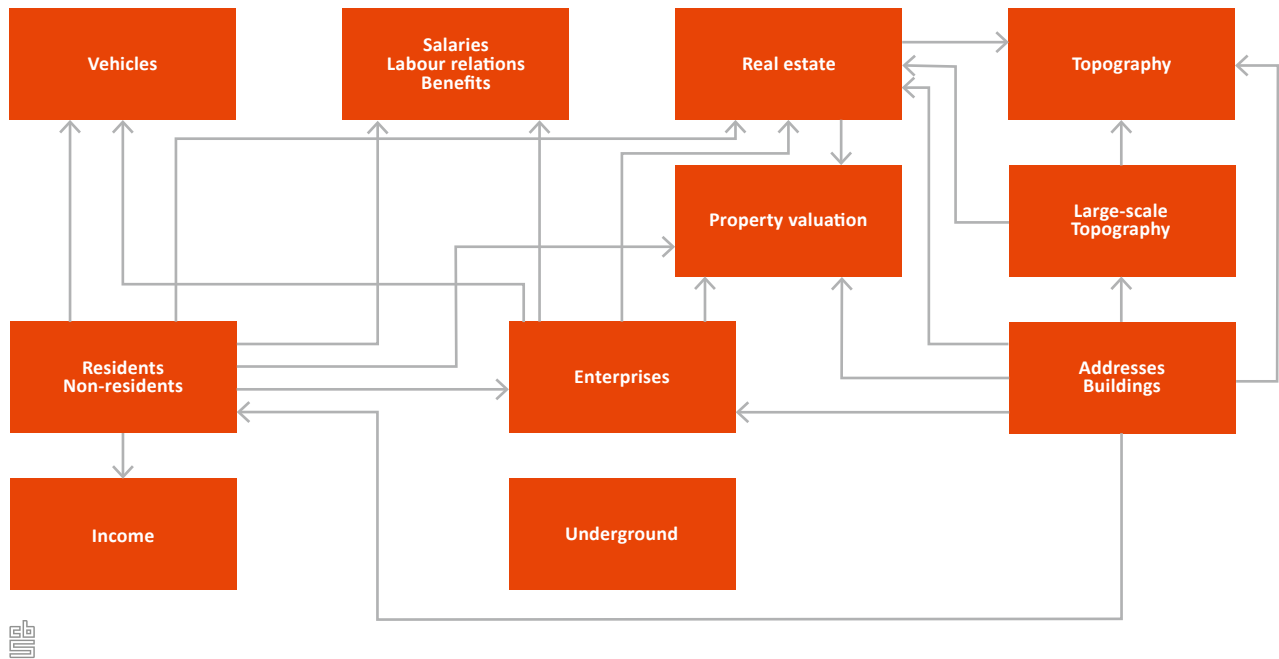 Vehicles
Salaries
Labour relations
Benefits
Real estate
Topography
Property valuation
Large-scale
Topography
Residents
Non-residents
Enterprises
Addresses
Buildings
Income
Underground
cbs